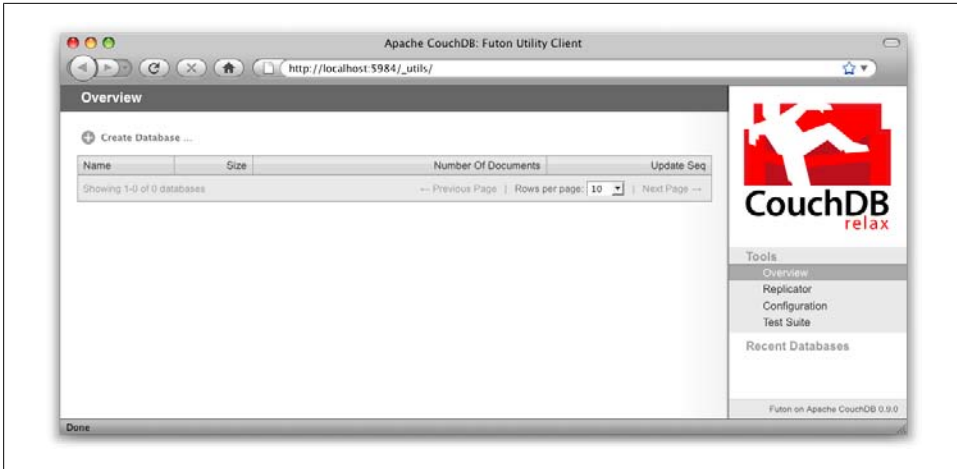 Apache CouchDB: Futon Utility Client
http://localhost:5984/_utils/
Overview
Create Database ...
Name Size Number Of Documents Update Seq
Showing 1-0 of 0 databases ← Previous Page | Rows per page: 10 | Next Page →
CouchDB
relax
Tools
Overview
Replicator
Configuration
Test Suite
Recent Databases
Futon on Apache CouchDB 0.9.0
Done